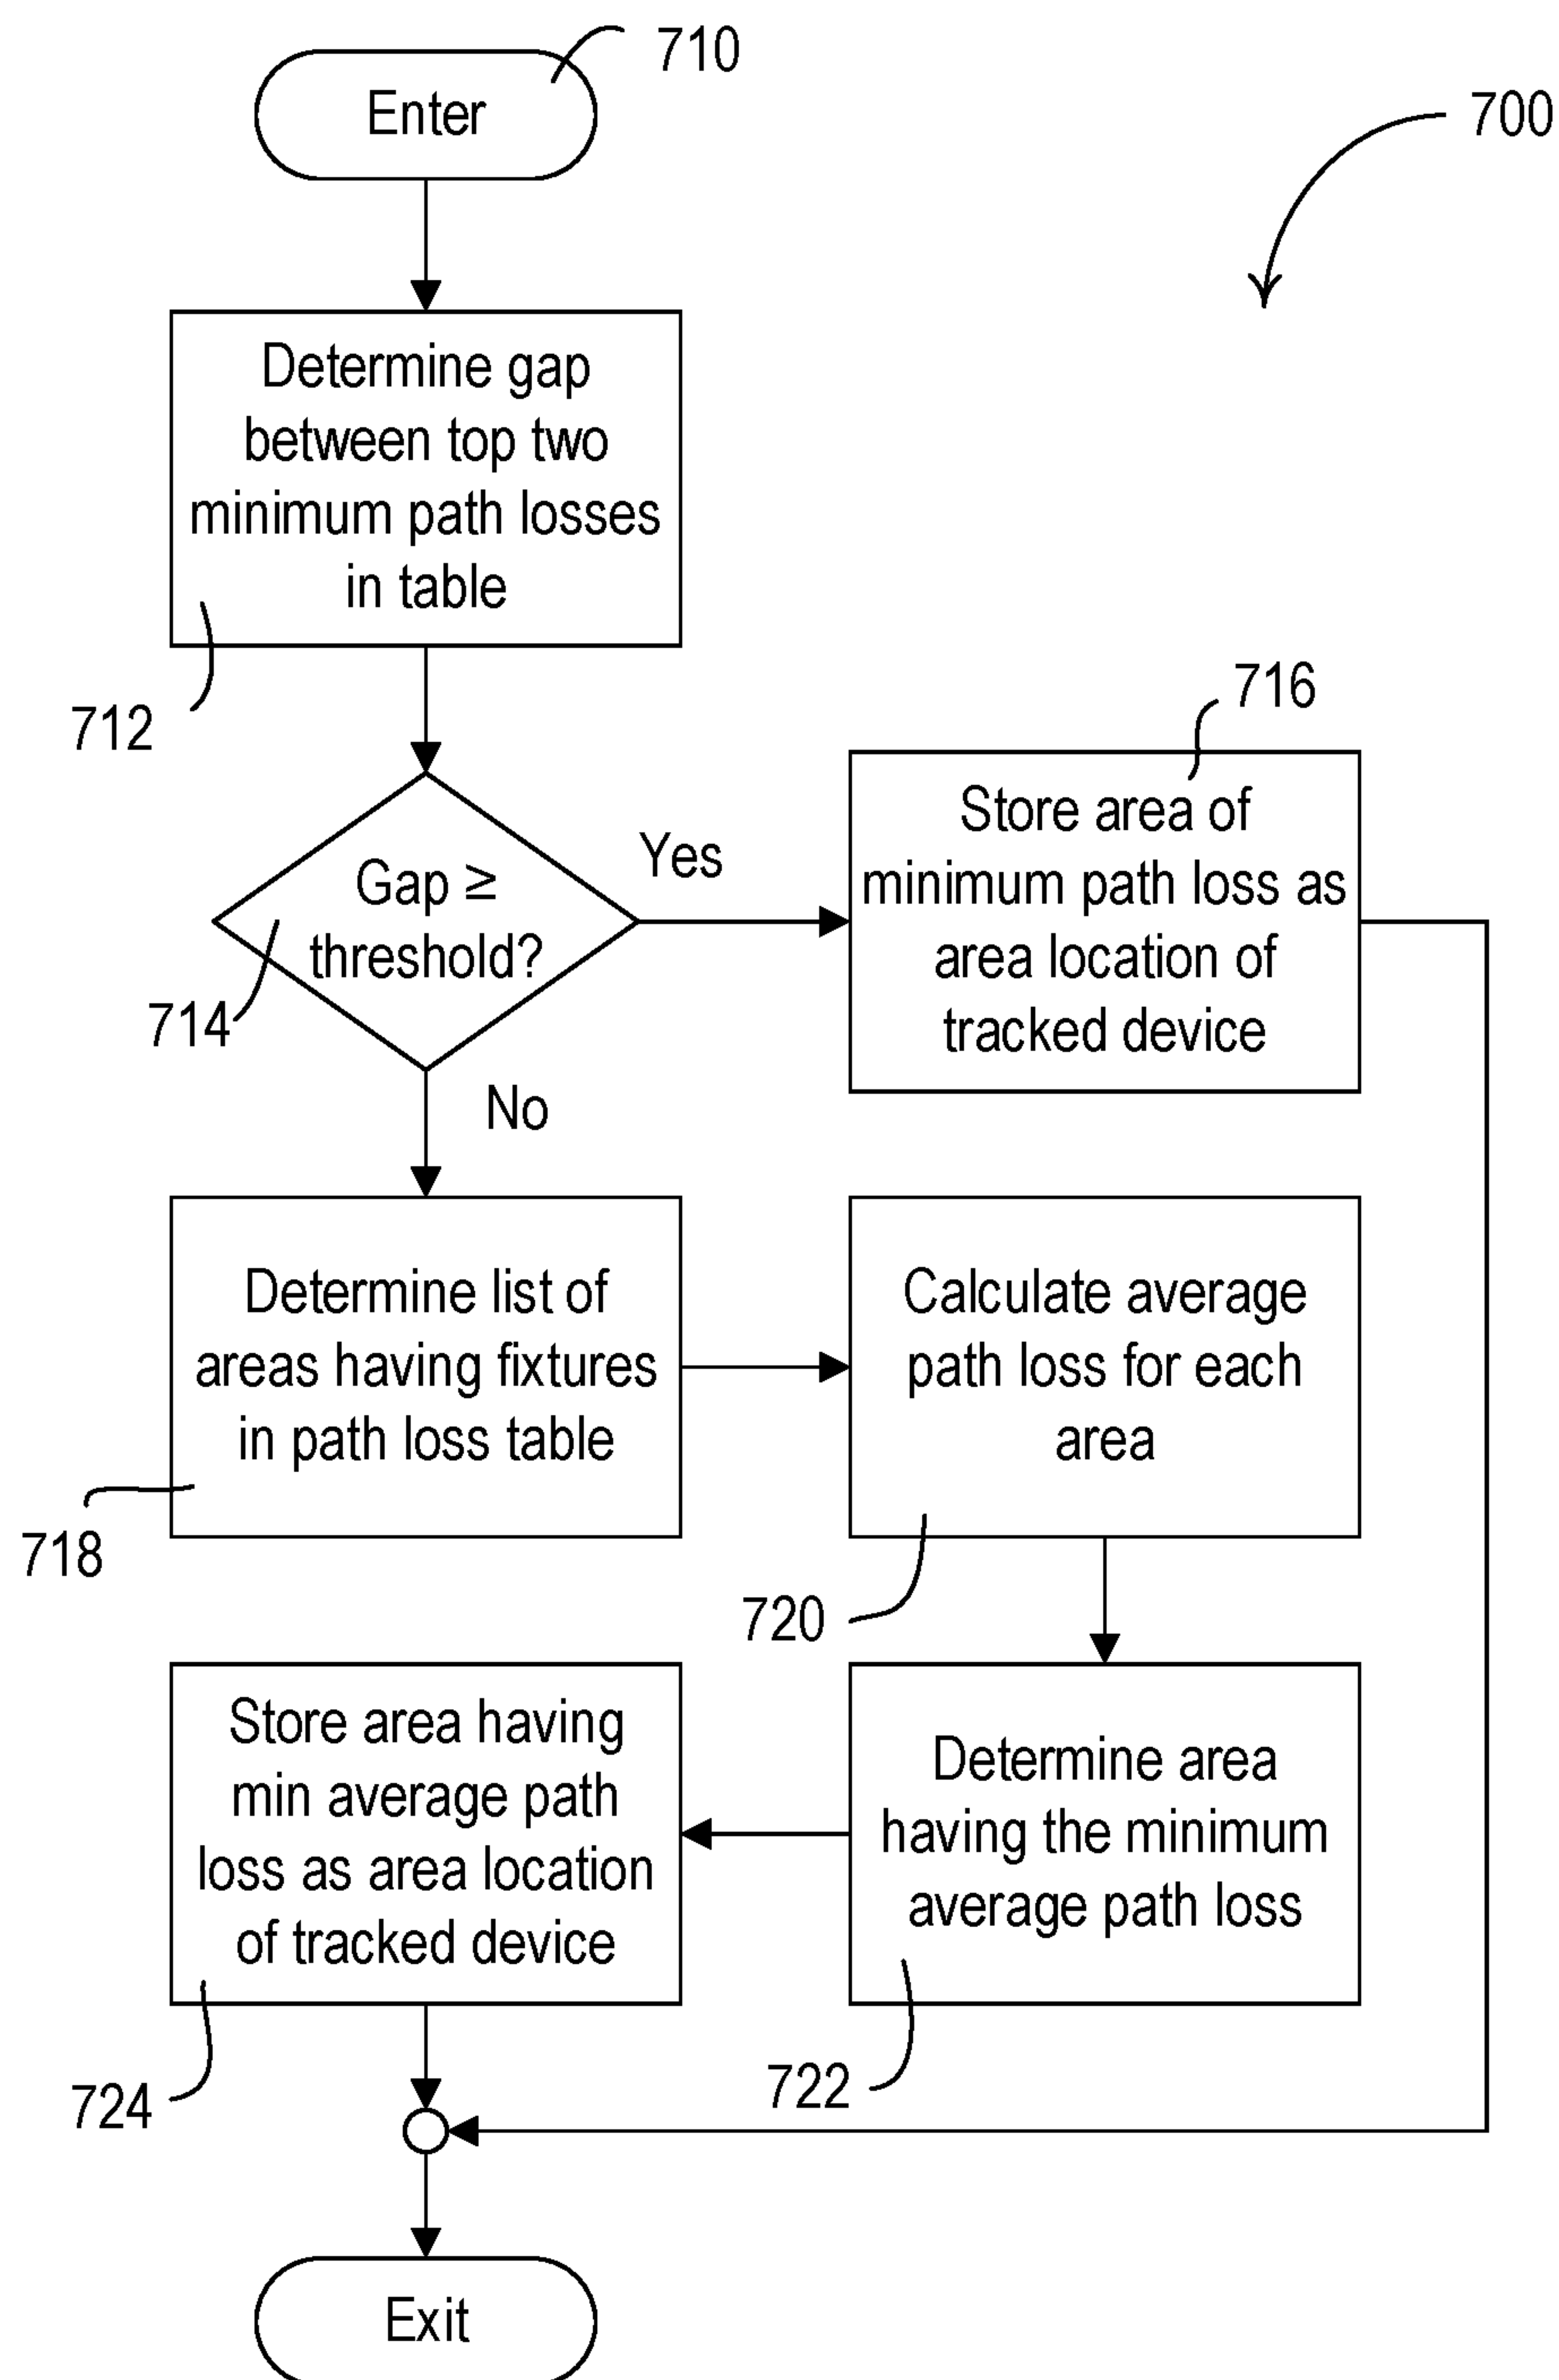 710
Enter
700
Determine gap
between top two
minimum path losses
in table
712
Gap ≥
threshold?
714
Yes
No
716
Store area of
minimum path loss as
area location of
tracked device
Determine list of
areas having fixtures
in path loss table
718
Calculate average
path loss for each
area
720
Determine area
having the minimum
average path loss
722
Store area having
min average path
loss as area location
of tracked device
724
Exit